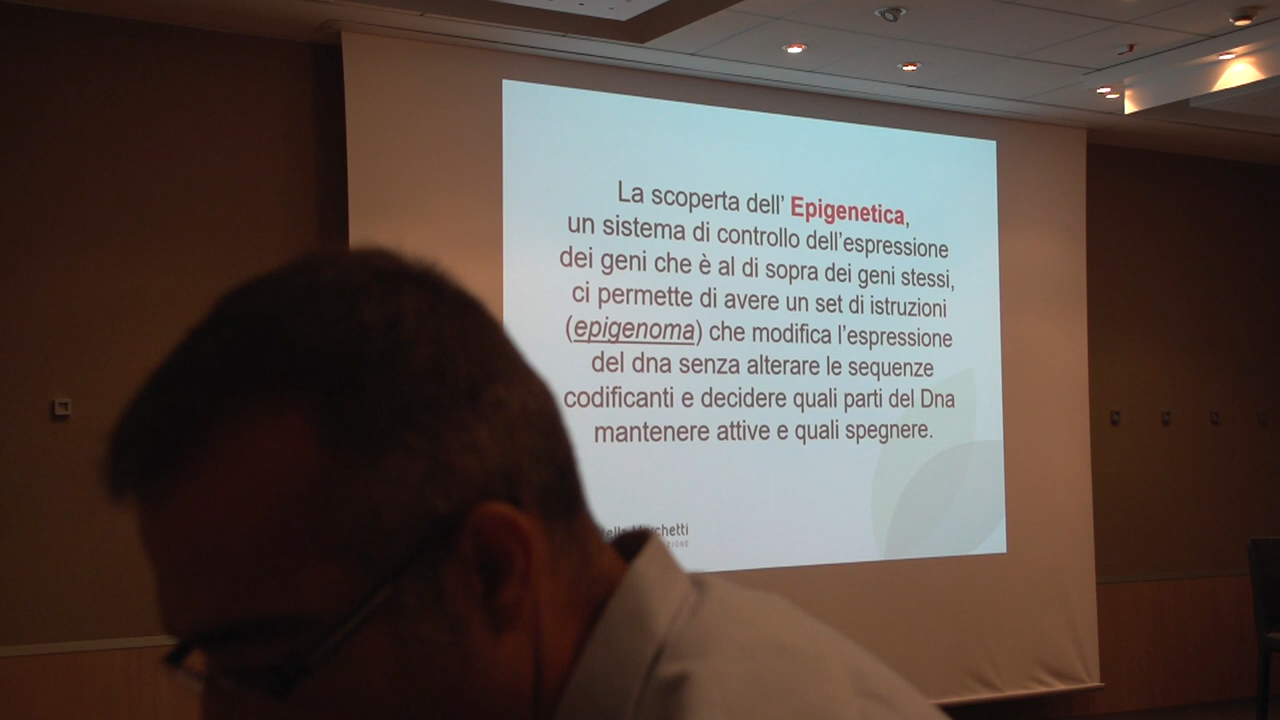 La scoperta dell' Epigenetica,
un sistema di controllo dell'espressione
dei geni che è al di sopra dei geni stessi,
ci permette di avere un set di istruzioni
(epigenoma) che modifica l'espressione
del dna senza alterare le sequenze
codificanti e decidere quali parti del Dna
mantenere attive e quali spegnere.